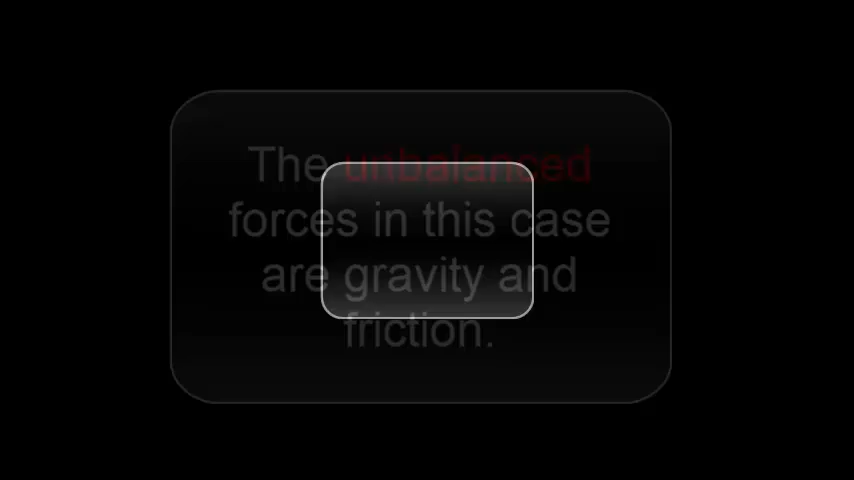 The unbalanced
forces in this case
are gravity and
friction.